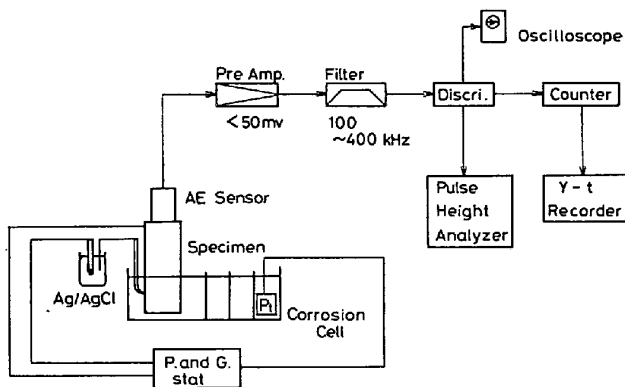 Oscilloscope
Pre Amp.
Filter
Discri.
Counter
<50mv
100
~400 kHz
Pulse
Height
Analyzer
Y-t
Recorder
AE Sensor
Specimen
Ag/AgCl
Pt
Corrosion
Cell
P. and G.
stat